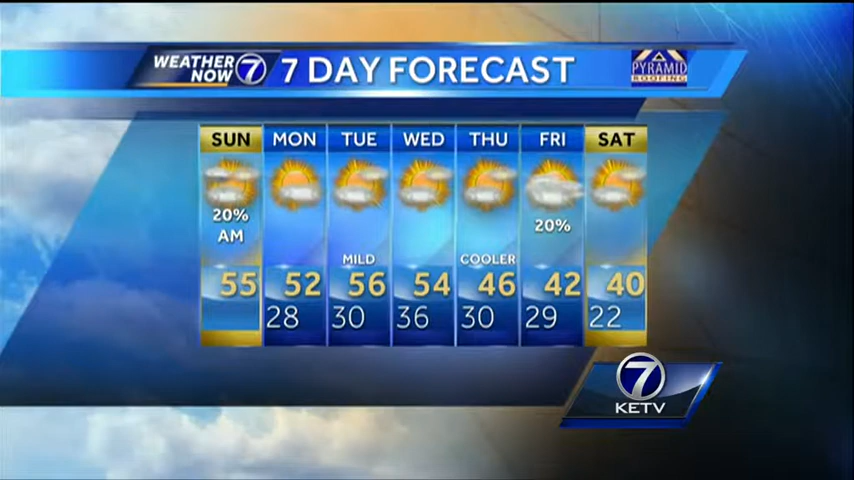 WEATHER
NOW 7
7 DAY FORECAST
PYRAMID
ROOFING
SUN MON TUE WED THU FRI SAT
20%
AM
20%
MILD COOLER
55 52 56 54 46 42 40
28 30 36 30 29 22
7
KETV